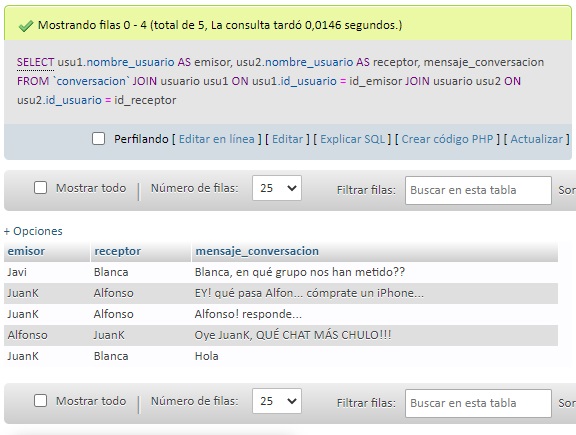 Mostrando filas 0 - 4 (total de 5, La consulta tardó 0,0146 segundos.)
SELECT usu1.nombre_usuario AS emisor, usu2.nombre_usuario AS receptor, mensaje_conversacion
FROM `conversacion` JOIN usuario usu1 ON usu1.id_usuario = id_emisor JOIN usuario usu2 ON
usu2.id_usuario = id_receptor
Perfilando [ Editar en línea ] [ Editar ] [ Explicar SQL ] [ Crear código PHP ] [ Actualizar ]
Mostrar todo | Número de filas: 25 Filtrar filas: Buscar en esta tabla Sor
+ Opciones
emisor receptor mensaje_conversacion
Javi Blanca Blanca, en qué grupo nos han metido??
JuanK Alfonso EY! qué pasa Alfon... cómprate un iPhone...
JuanK Alfonso Alfonso! responde...
Alfonso JuanK Oye JuanK, QUÉ CHAT MÁS CHULO!!!
JuanK Blanca Hola
Mostrar todo | Número de filas: 25 Filtrar filas: Buscar en esta tabla Sor